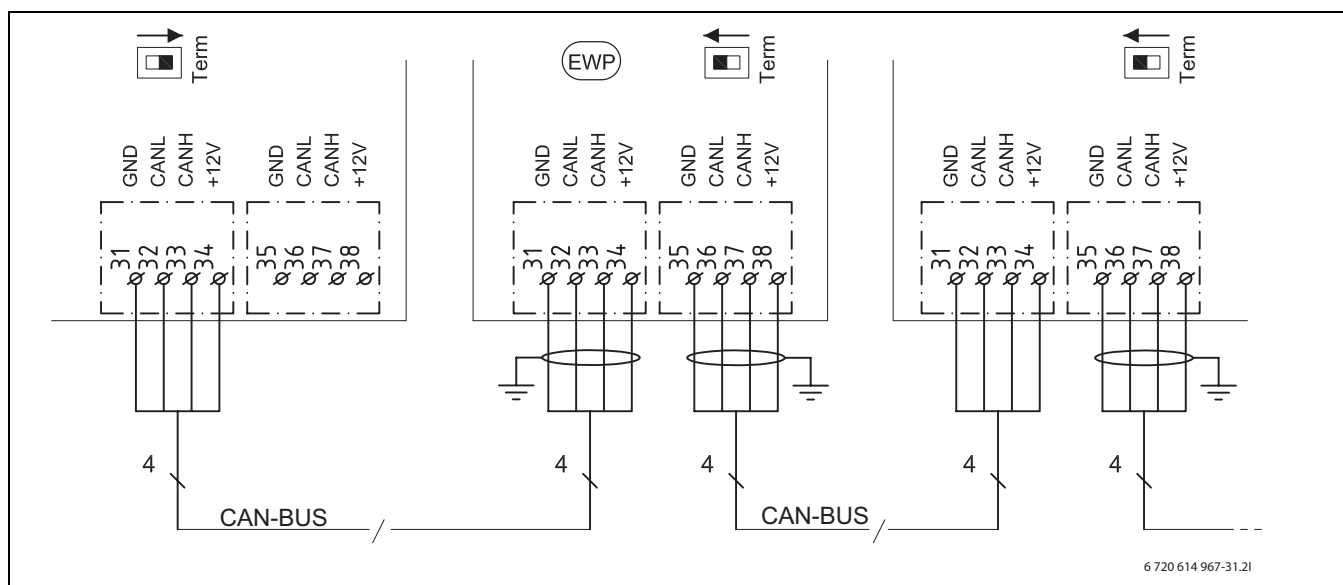 Term
EWP
Term
Term
GND
CANL
CANH
+12V
GND
CANL
CANH
+12V
GND
CANL
CANH
+12V
GND
CANL
CANH
+12V
GND
CANL
CANH
+12V
GND
CANL
CANH
+12V
31
32
33
34
35
36
37
38
31
32
33
34
35
36
37
38
31
32
33
34
35
36
37
38
4
4
4
4
4
CAN-BUS
CAN-BUS
6 720 614 967-31.2I